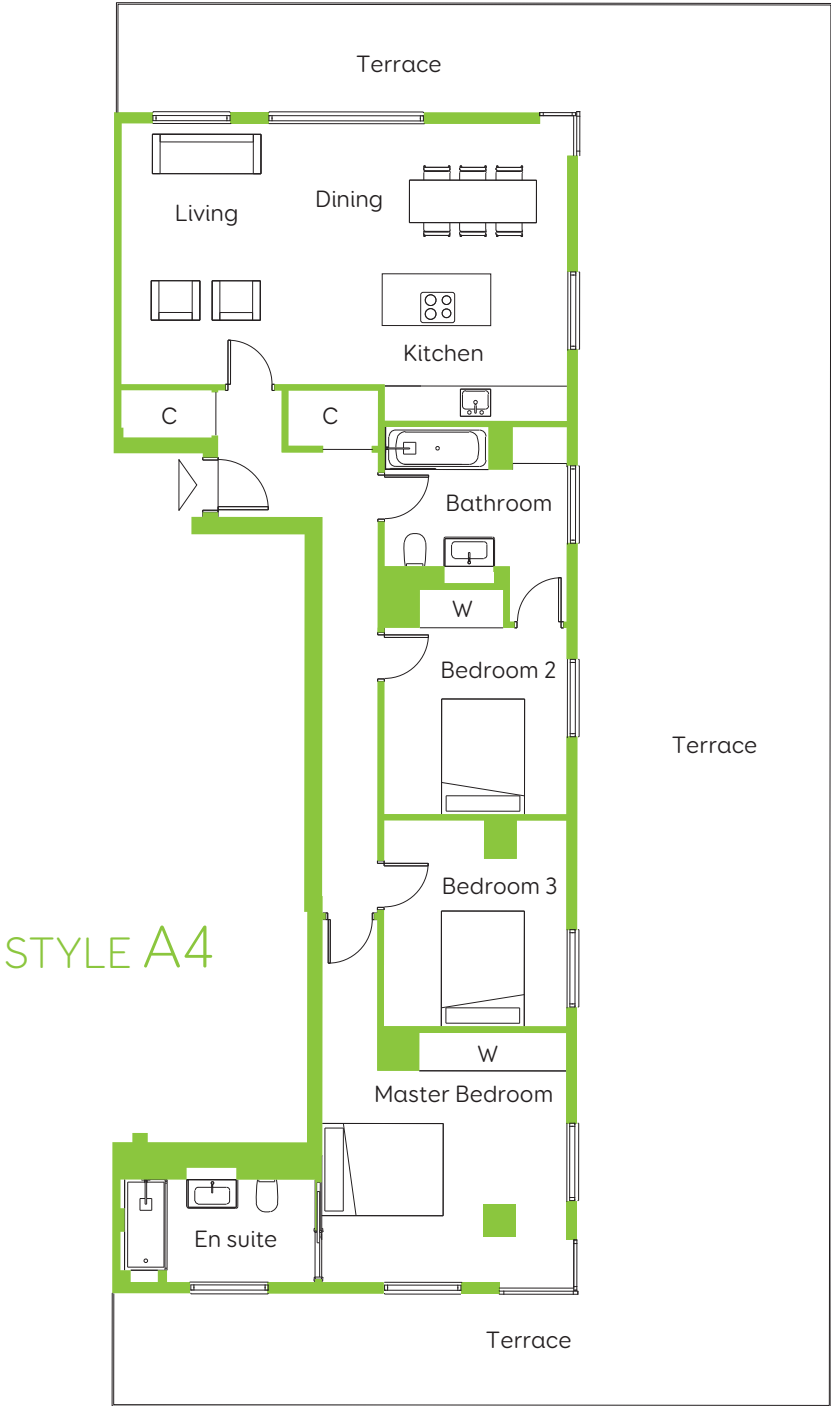 Terrace
Living
Dining
Kitchen
C
C
Bathroom
W
Bedroom 2
Terrace
Bedroom 3
STYLE A4
W
Master Bedroom
En suite
Terrace